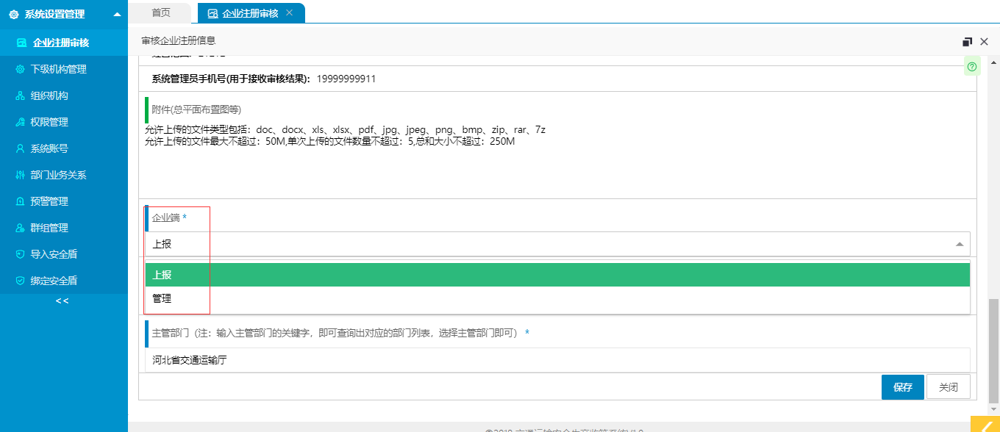 系统设置管理
首页
企业注册审核
企业注册审核
下级机构管理
组织机构
权限管理
系统账号
部门业务关系
预警管理
群组管理
导入安全盾
绑定安全盾
<<
审核企业注册信息
系统管理员手机号(用于接收审核结果)：19999999911
附件(总平面布置图等)
允许上传的文件类型包括：doc、docx、xls、xlsx、pdf、jpg、jpeg、png、bmp、zip、rar、7z
允许上传的文件最大不超过：50M,单次上传的文件数量不超过：5,总和大小不超过：250M
企业端 *
上报
上报
管理
主管部门（注：输入主管部门的关键字，即可查询出对应的部门列表，选择主管部门即可） *
河北省交通运输厅
保存
关闭